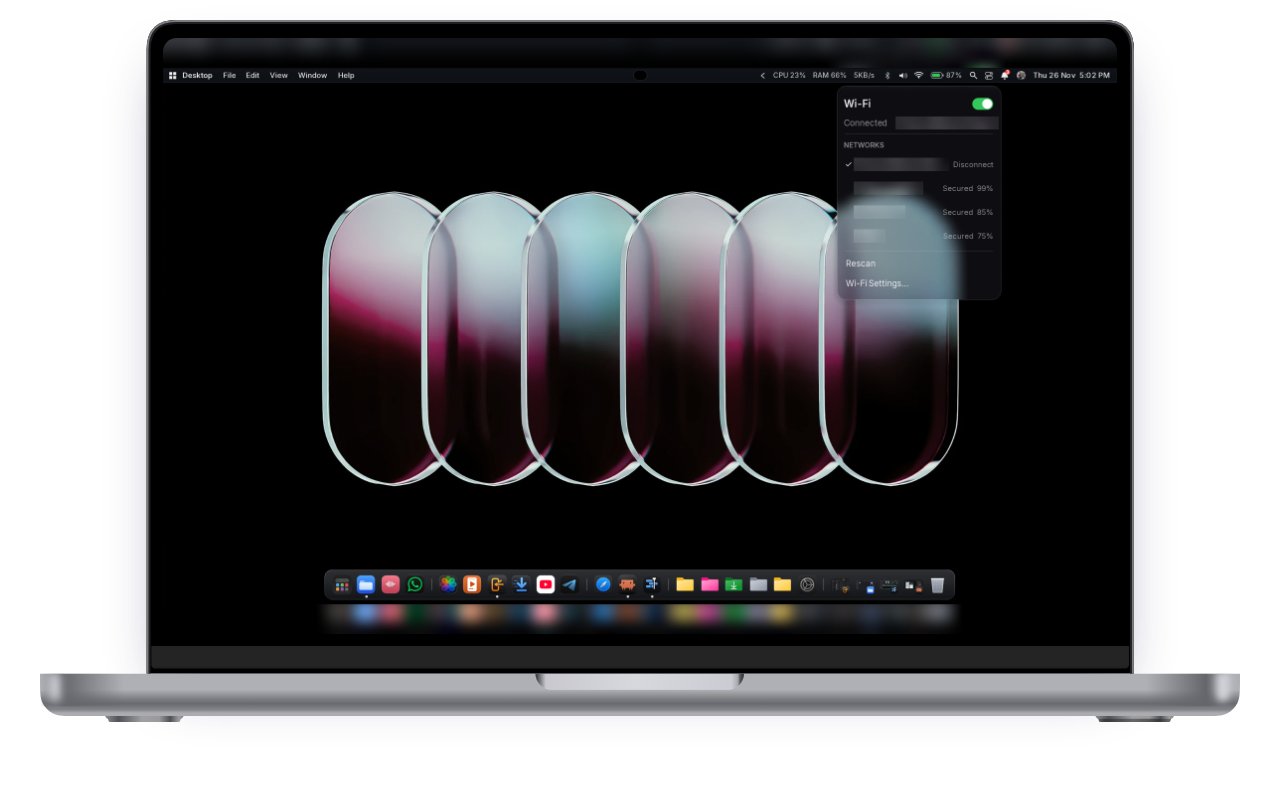 Desktop File Edit View Window Help CPU 23% RAM 66% 5KB/s 87% Thu 26 Nov 5:02 PM
Wi-Fi
Connected
NETWORKS
Disconnect
Secured 99%
Secured 85%
Secured 75%
Rescan
Wi-Fi Settings...